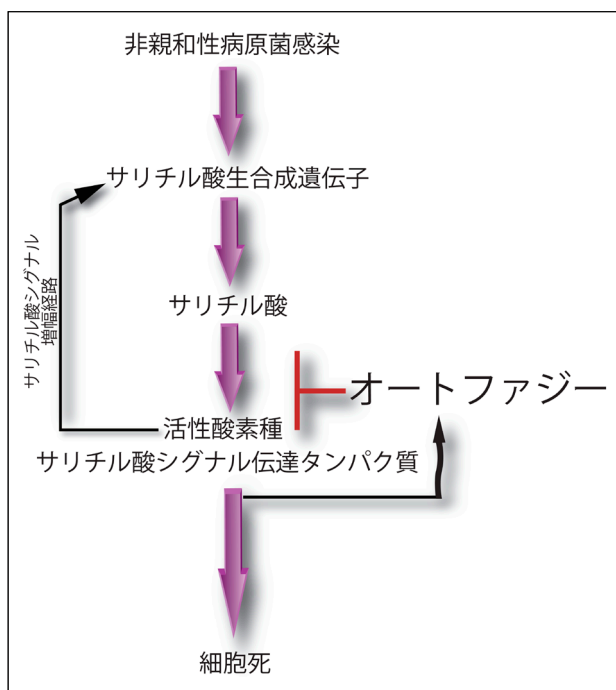 非親和性病原菌感染
サリチル酸生合成遺伝子
サリチル酸シグナル
増幅経路
サリチル酸
オートファジー
活性酸素種
サリチル酸シグナル伝達タンパク質
細胞死